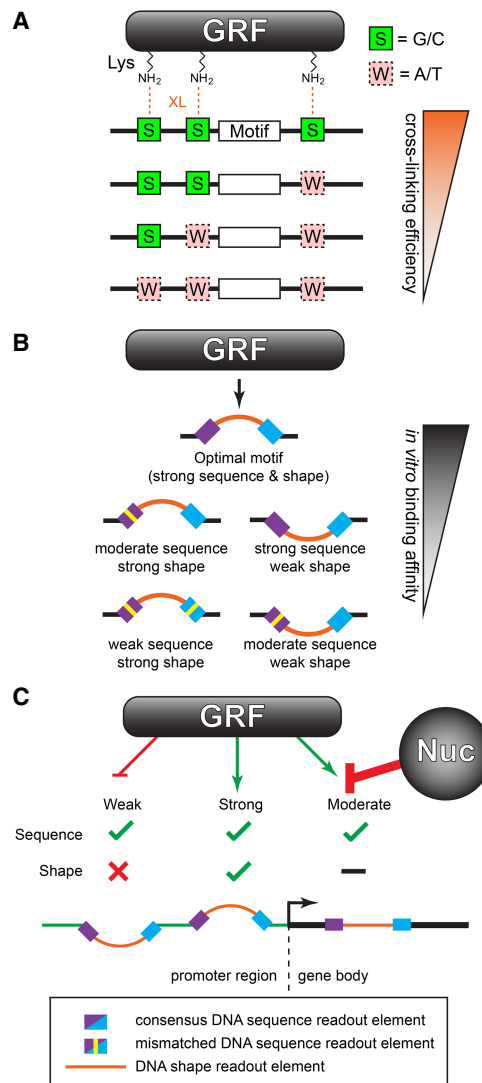 A
GRF
S = G/C
Lys
NH2 NH2 NH2
W = A/T
XL
S S Motif S
S S W
S W W
W W W
cross-linking
efficiency
B
GRF
Optimal motif
(strong sequence & shape)
moderate sequence
strong shape
strong sequence
weak shape
weak sequence
strong shape
moderate sequence
weak shape
in vitro binding affinity
C
GRF
Nuc
Weak Strong Moderate
Sequence
Shape
promoter region gene body
consensus DNA sequence readout element
mismatched DNA sequence readout element
DNA shape readout element